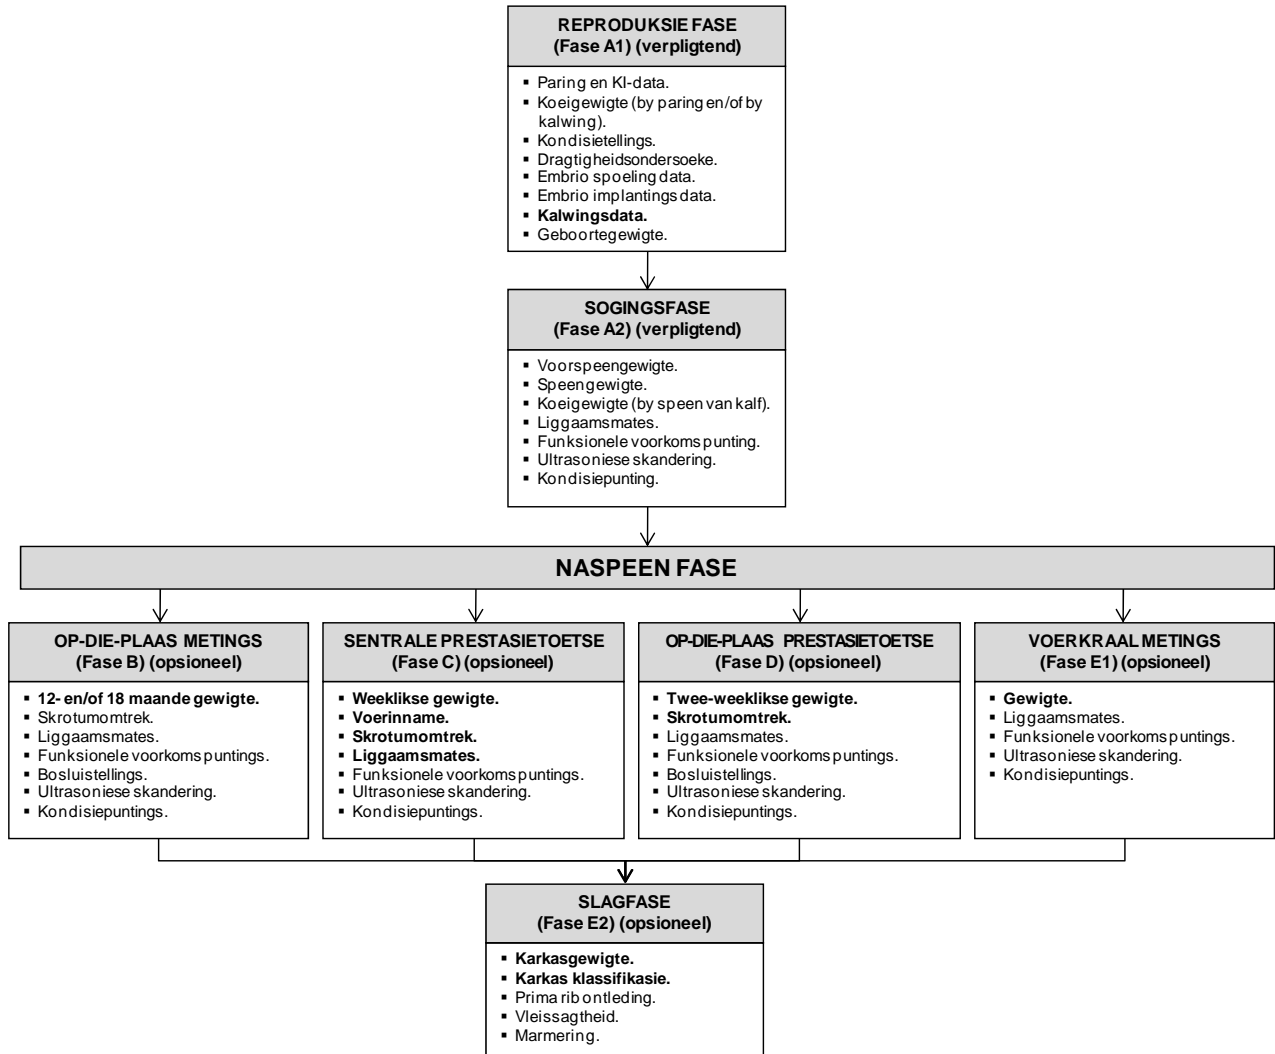 REPRODUKSIE FASE
(Fase A1) (verpligtend)
▪ Paring en KI-data.
▪ Koeigewigte (by paring en/of by
kalwing).
▪ Kondisietellings.
▪ Dragtigheidsondersoeke.
▪ Embrio spoeling data.
▪ Embrio implantings data.
▪ Kalwingsdata.
▪ Geboortegewigte.
SOGINGSFASE
(Fase A2) (verpligtend)
▪ Voorspeengewigte.
▪ Speengewigte.
▪ Koeigewigte (by speen van kalf).
▪ Liggaamsmates.
▪ Funksionele voorkoms punting.
▪ Ultrasoniese skandering.
▪ Kondisiepunting.
NASPEEN FASE
OP-DIE-PLAAS METINGS
(Fase B) (opsioneel)
▪ 12- en/of 18 maande gewigte.
▪ Skrotumomtrek.
▪ Liggaamsmates.
▪ Funksionele voorkoms puntings.
▪ Bosluistellings.
▪ Ultrasoniese skandering.
▪ Kondisiepuntings.
SENTRALE PRESTASIETOETSE
(Fase C) (opsioneel)
▪ Weeklikse gewigte.
▪ Voerinname.
▪ Skrotumomtrek.
▪ Liggaamsmates.
▪ Funksionele voorkoms puntings.
▪ Ultrasoniese skandering.
▪ Kondisiepuntings.
OP-DIE-PLAAS PRESTASIETOETSE
(Fase D) (opsioneel)
▪ Twee-weeklikse gewigte.
▪ Skrotumomtrek.
▪ Liggaamsmates.
▪ Funksionele voorkoms puntings.
▪ Bosluistellings.
▪ Ultrasoniese skandering.
▪ Kondisiepuntings.
VOERKRAAL METINGS
(Fase E1) (opsioneel)
▪ Gewigte.
▪ Liggaamsmates.
▪ Funksionele voorkoms puntings.
▪ Ultrasoniese skandering.
▪ Kondisiepuntings.
SLAGFASE
(Fase E2) (opsioneel)
▪ Karkasgewigte.
▪ Karkas klassifikasie.
▪ Prima rib ontleding.
▪ Vleissagtheid.
▪ Marmering.